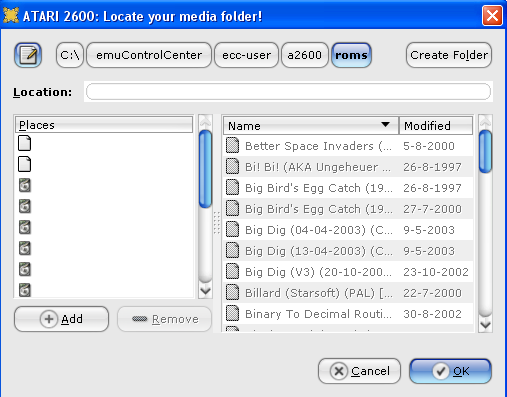 ATARI 2600: Locate your media folder!
C:\ emuControlCenter ecc-user a2600 roms Create Folder
Location:
Places
Name Modified
Better Space Invaders (... 5-8-2000
Bi! Bi! (AKA Ungeheuer ... 26-8-1997
Big Bird's Egg Catch (19... 26-8-1997
Big Bird's Egg Catch (19... 27-7-2000
Big Dig (04-04-2003) (C... 9-5-2003
Big Dig (13-04-2003) (C... 9-5-2003
Big Dig (V3) (20-10-200... 23-10-2002
Billard (Starsoft) (PAL) [... 22-7-2000
Binary To Decimal Routi... 30-8-2002
Add Remove
Cancel OK